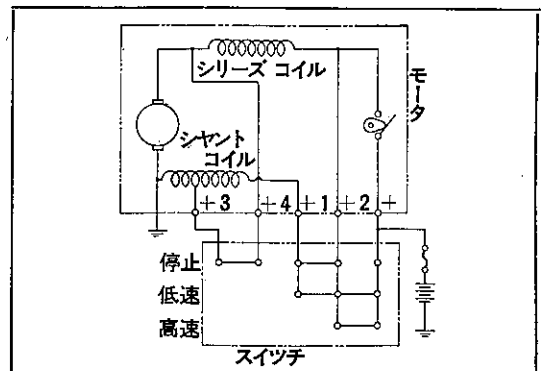 シリーズ コイル
モータ
シャント
コイル
+3 +4 +1 +2 +
停止
低速
高速
スイツチ